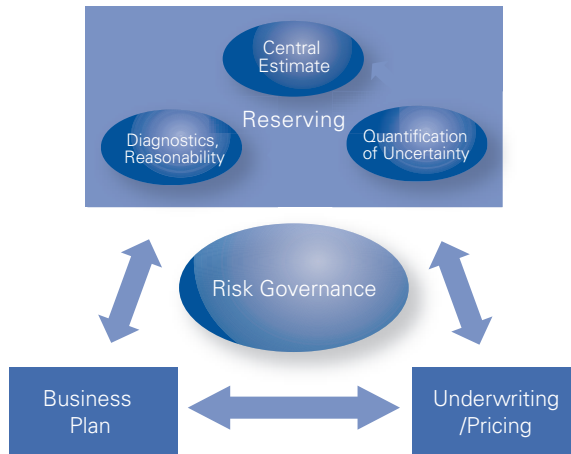 Central
Estimate
Reserving
Diagnostics,
Reasonability
Quantification
of Uncertainty
Risk Governance
Business
Plan
Underwriting
/Pricing